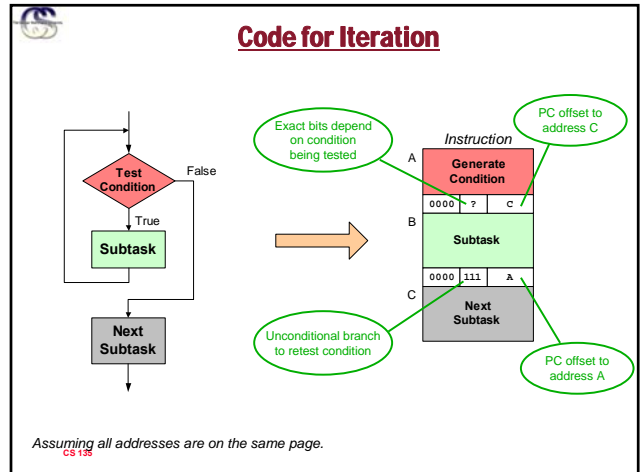 Code for Iteration
Test
Condition
False
True
Subtask
Next
Subtask
Exact bits depend
on condition
being tested
PC offset to
address C
Instruction
A
Generate
Condition
0000 ? C
B
Subtask
0000 111 A
C
Next
Subtask
Unconditional branch
to retest condition
PC offset to
address A
Assuming all addresses are on the same page.
CS 135